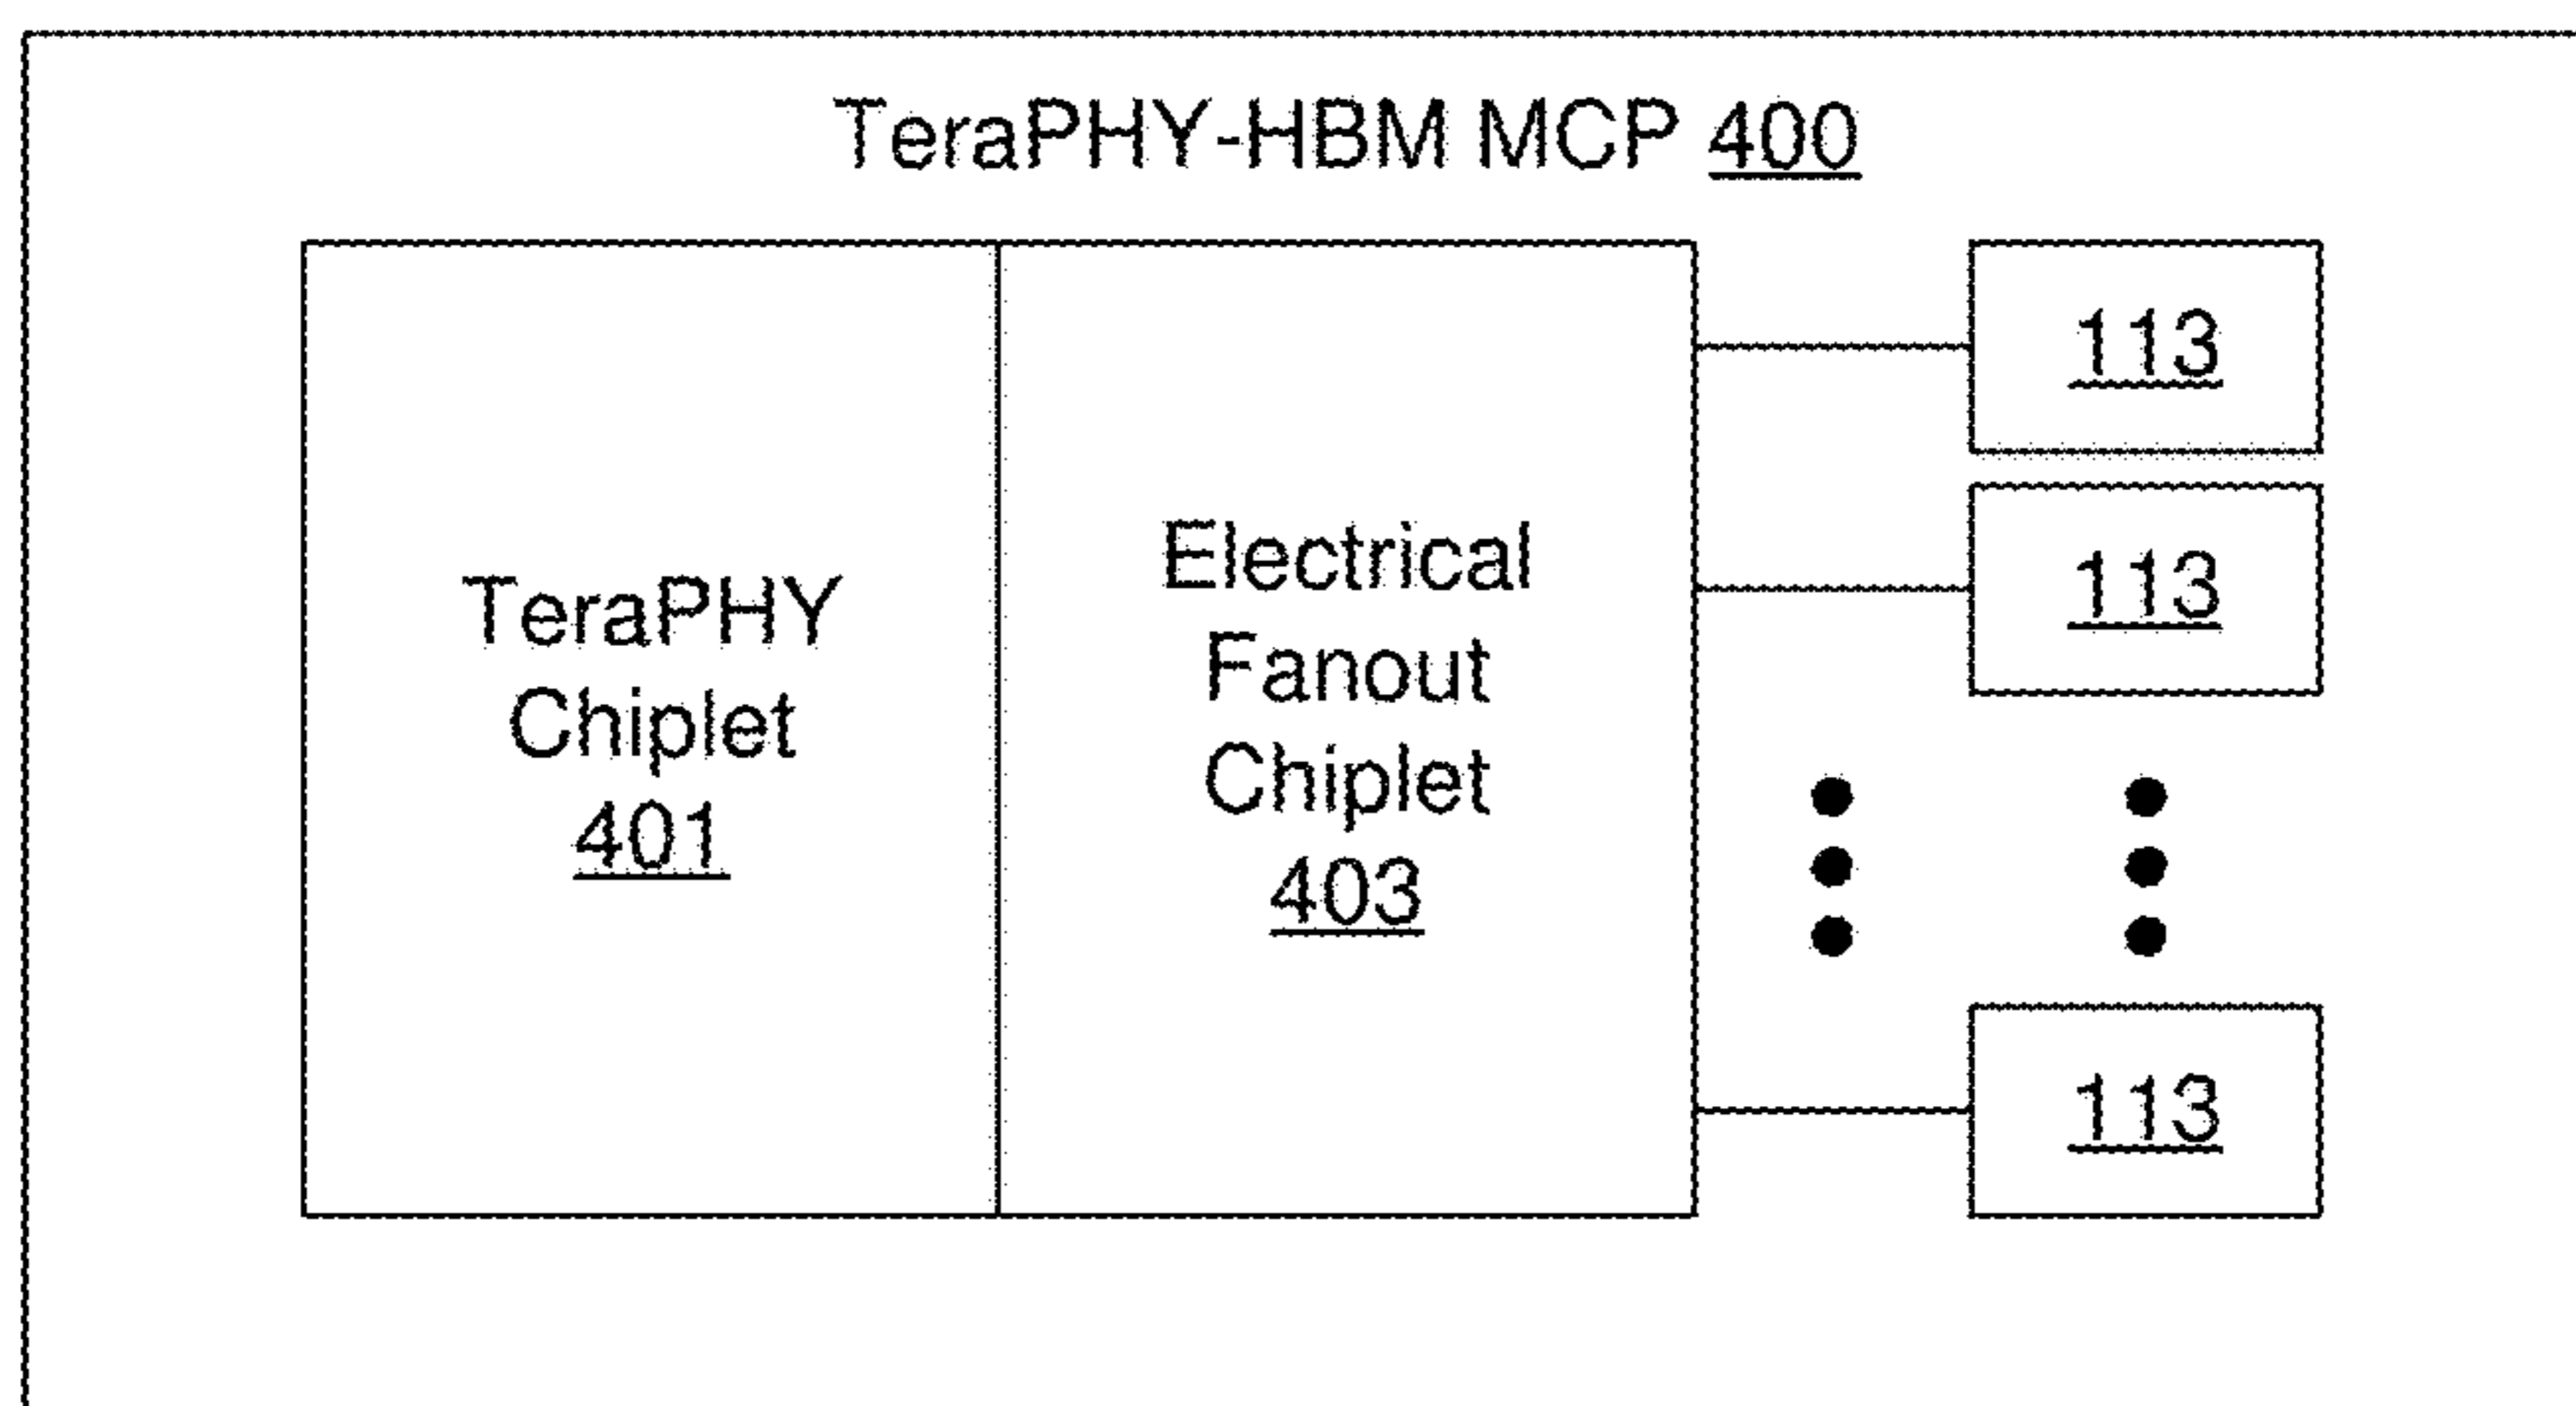 TeraPHY-HBM MCP 400
TeraPHY
Chiplet
401
Electrical
Fanout
Chiplet
403
113
113
113